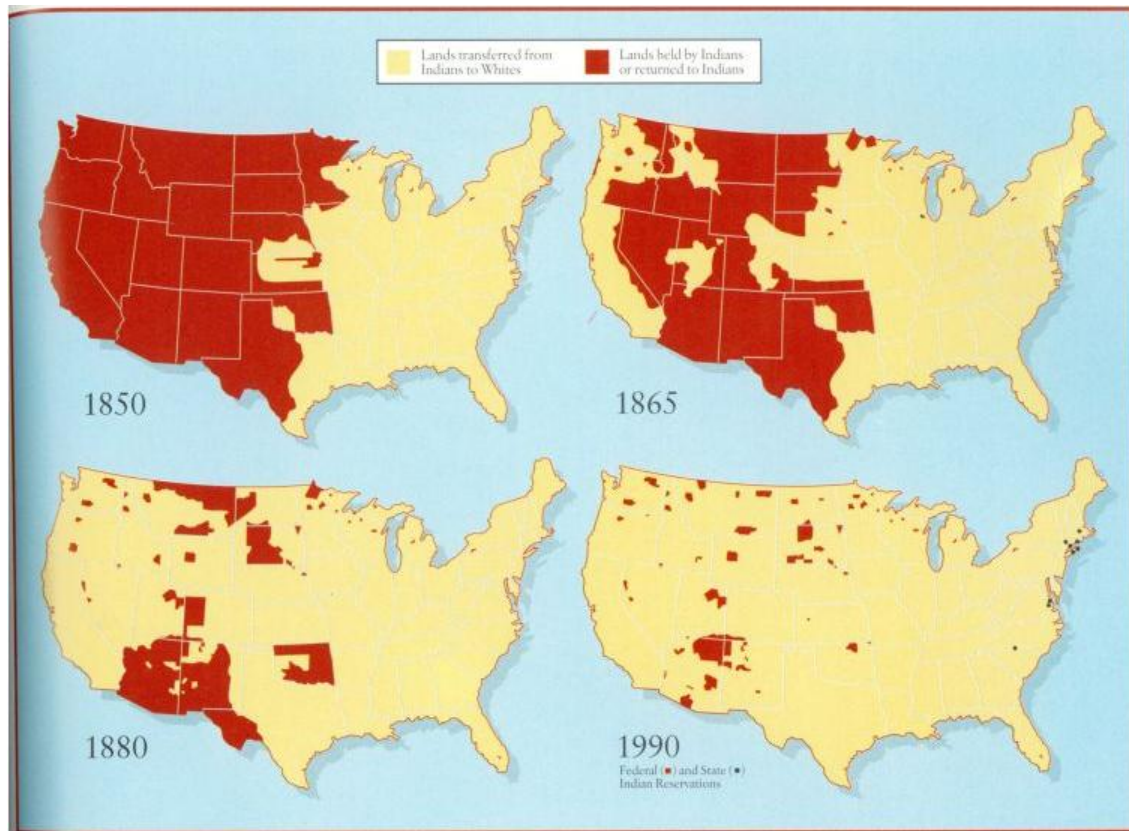 Lands transferred from
Indians to Whites
Lands held by Indians
or returned to Indians
1850
1865
1880
1990
Federal (■) and State (●)
Indian Reservations